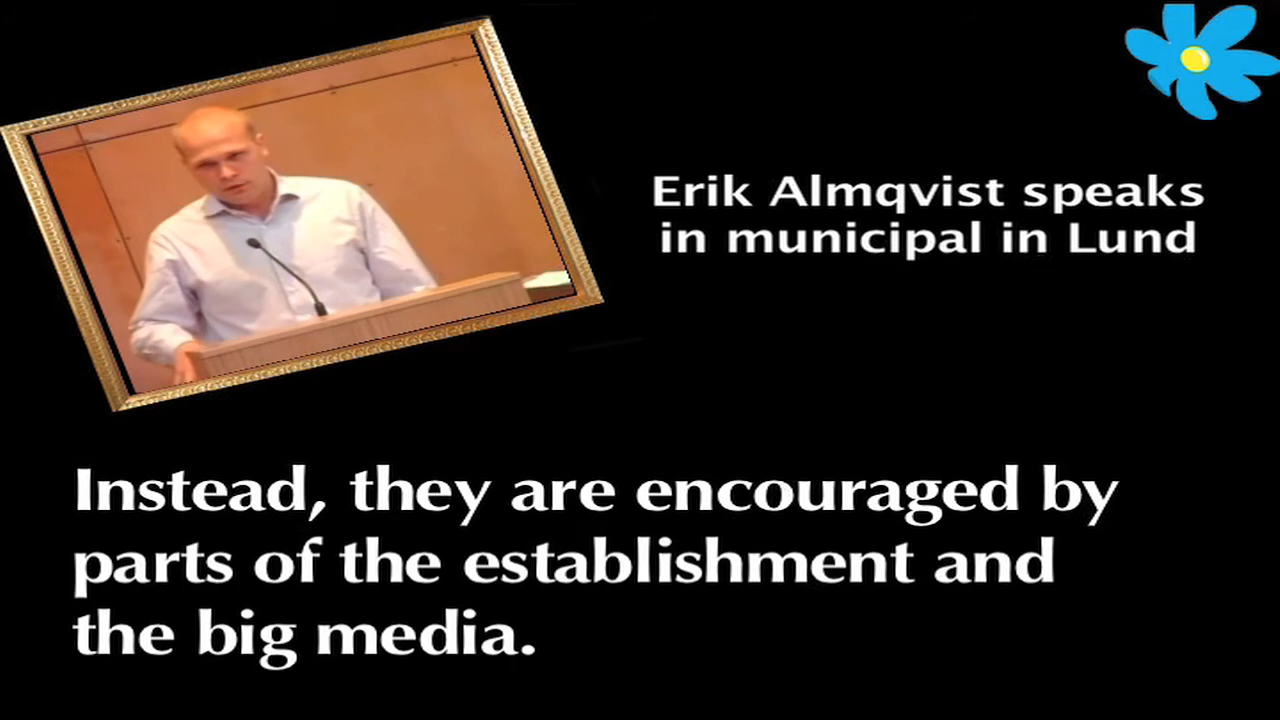 Erik Almqvist speaks
in municipal in Lund
Instead, they are encouraged by
parts of the establishment and
the big media.